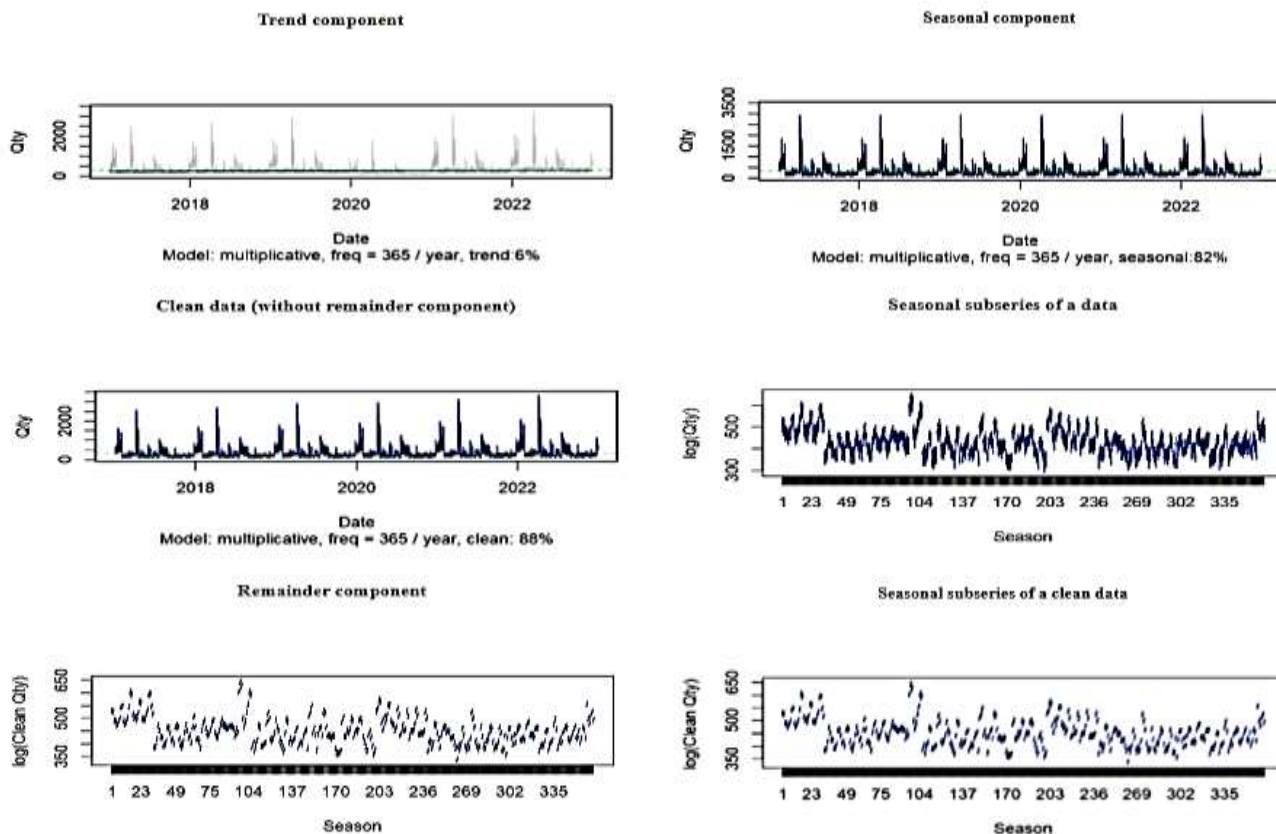 Trend component
Qty
2000
0
2018 2020 2022
Date
Model: multiplicative, freq = 365 / year, trend:6%
Seasonal component
Qty
3500
1500
0
2018 2020 2022
Date
Model: multiplicative, freq = 365 / year, seasonal:82%
Clean data (without remainder component)
Qty
2000
0
2018 2020 2022
Date
Model: multiplicative, freq = 365 / year, clean: 88%
Seasonal subseries of a data
log(Qty)
500
300
1 23 49 75 104 137 170 203 236 269 302 335
Season
Remainder component
log(Clean Qty)
650
500
350
1 23 49 75 104 137 170 203 236 269 302 335
Season
Seasonal subseries of a clean data
log(Clean Qty)
650
500
350
1 23 49 75 104 137 170 203 236 269 302 335
Season